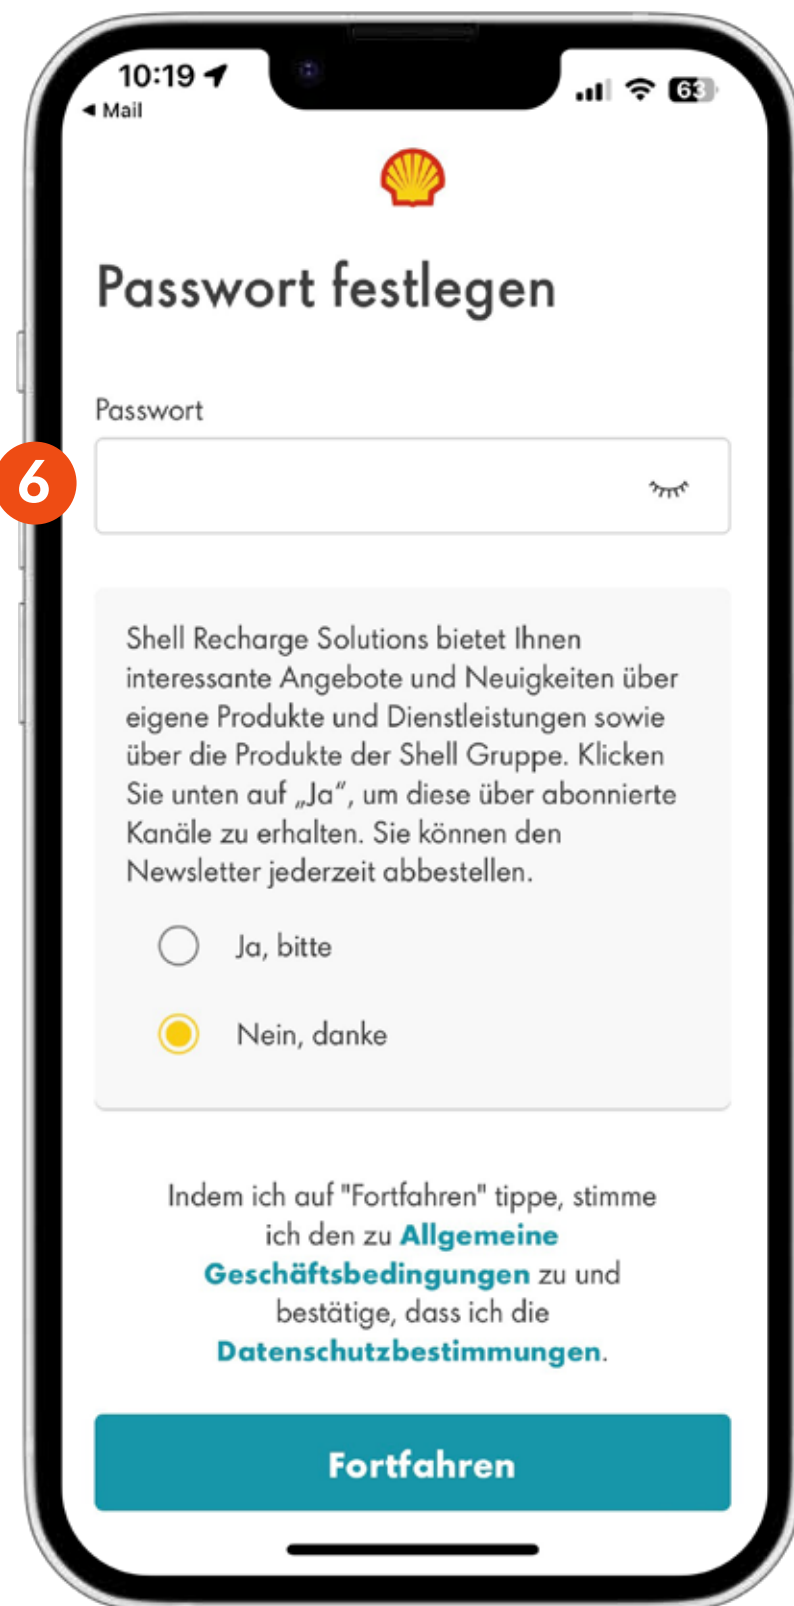 10:19
◀ Mail
63
Passwort festlegen
Passwort
6
Shell Recharge Solutions bietet Ihnen
interessante Angebote und Neuigkeiten über
eigene Produkte und Dienstleistungen sowie
über die Produkte der Shell Gruppe. Klicken
Sie unten auf „Ja“, um diese über abonnierte
Kanäle zu erhalten. Sie können den
Newsletter jederzeit abbestellen.
Ja, bitte
Nein, danke
Indem ich auf "Fortfahren" tippe, stimme
ich den zu Allgemeine
Geschäftsbedingungen zu und
bestätige, dass ich die
Datenschutzbestimmungen.
Fortfahren